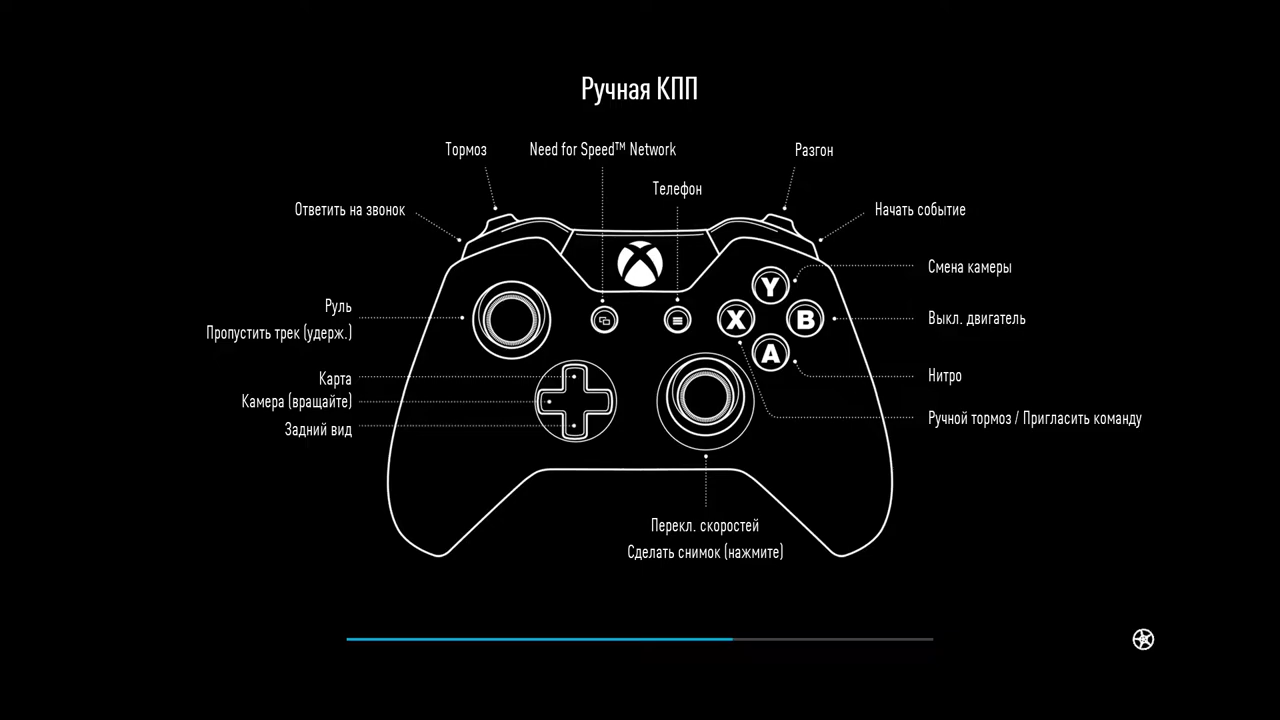 Ручная КПП
Тормоз
Need for Speed™ Network
Разгон
Телефон
Ответить на звонок
Начать событие
Смена камеры
Y
Руль
X
B
Выкл. двигатель
Пропустить трек (удерж.)
A
Карта
Нитро
Камера (вращайте)
Ручной тормоз / Пригласить команду
Задний вид
Перекл. скоростей
Сделать снимок (нажмите)